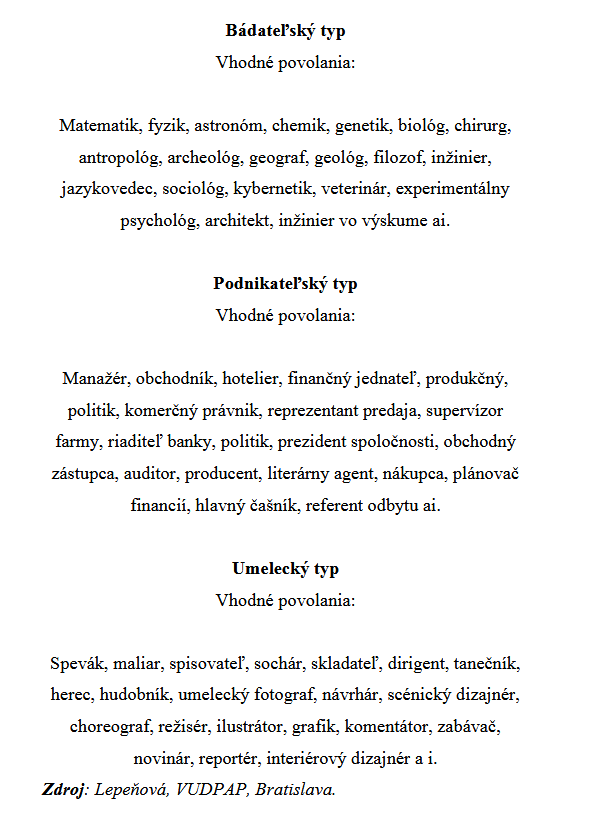 Bádateľský typ
Vhodné povolania:
Matematik, fyzik, astronóm, chemik, genetik, biológ, chirurg,
antropológ, archeológ, geograf, geológ, filozof, inžinier,
jazykovedec, sociológ, kybernetik, veterinár, experimentálny
psychológ, architekt, inžinier vo výskume ai.
Podnikateľský typ
Vhodné povolania:
Manažér, obchodník, hotelier, finančný jednateľ, produkčný,
politik, komerčný právnik, reprezentant predaja, supervízor
farmy, riaditeľ banky, politik, prezident spoločnosti, obchodný
zástupca, auditor, producent, literárny agent, nákupca, plánovač
financií, hlavný čašník, referent odbytu ai.
Umelecký typ
Vhodné povolania:
Spevák, maliar, spisovateľ, sochár, skladateľ, dirigent, tanečník,
herec, hudobník, umelecký fotograf, návrhár, scénický dizajnér,
choreograf, režisér, ilustrátor, grafik, komentátor, zabávač,
novinár, reportér, interiérový dizajnér a i.
Zdroj: Lepeňová, VUDPAP, Bratislava.